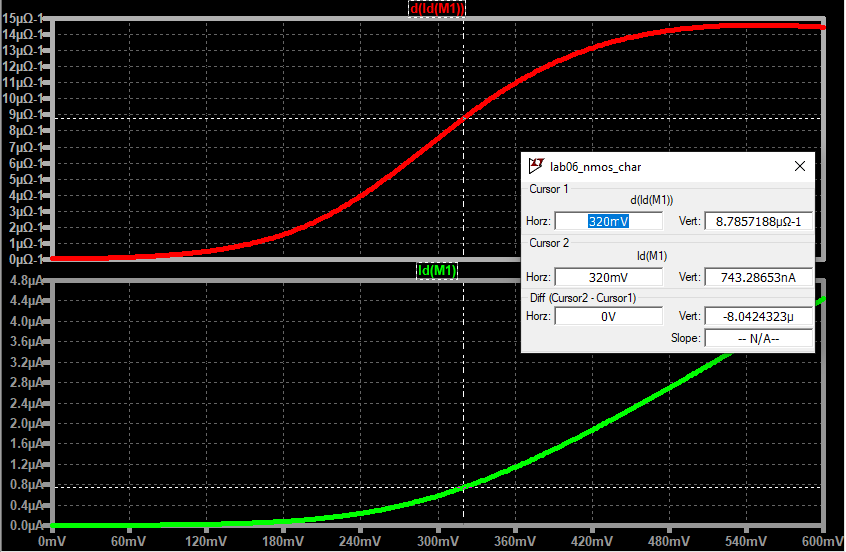 d(Id(M1))
15µΩ-1
14µΩ-1
13µΩ-1
12µΩ-1
11µΩ-1
10µΩ-1
9µΩ-1
8µΩ-1
7µΩ-1
6µΩ-1
5µΩ-1
4µΩ-1
3µΩ-1
2µΩ-1
1µΩ-1
0µΩ-1
lab06_nmos_char
Cursor 1
d(Id(M1))
Horz: 320mV Vert: 8.7857188µΩ-1
Cursor 2
Id(M1)
Horz: 320mV Vert: 743.28653nA
Diff (Cursor2 - Cursor1)
Horz: 0V Vert: -8.0424323µ
Slope: -- N/A--
Id(M1)
4.8µA
4.4µA
4.0µA
3.6µA
3.2µA
2.8µA
2.4µA
2.0µA
1.6µA
1.2µA
0.8µA
0.4µA
0.0µA
0mV 60mV 120mV 180mV 240mV 300mV 360mV 420mV 480mV 540mV 600mV